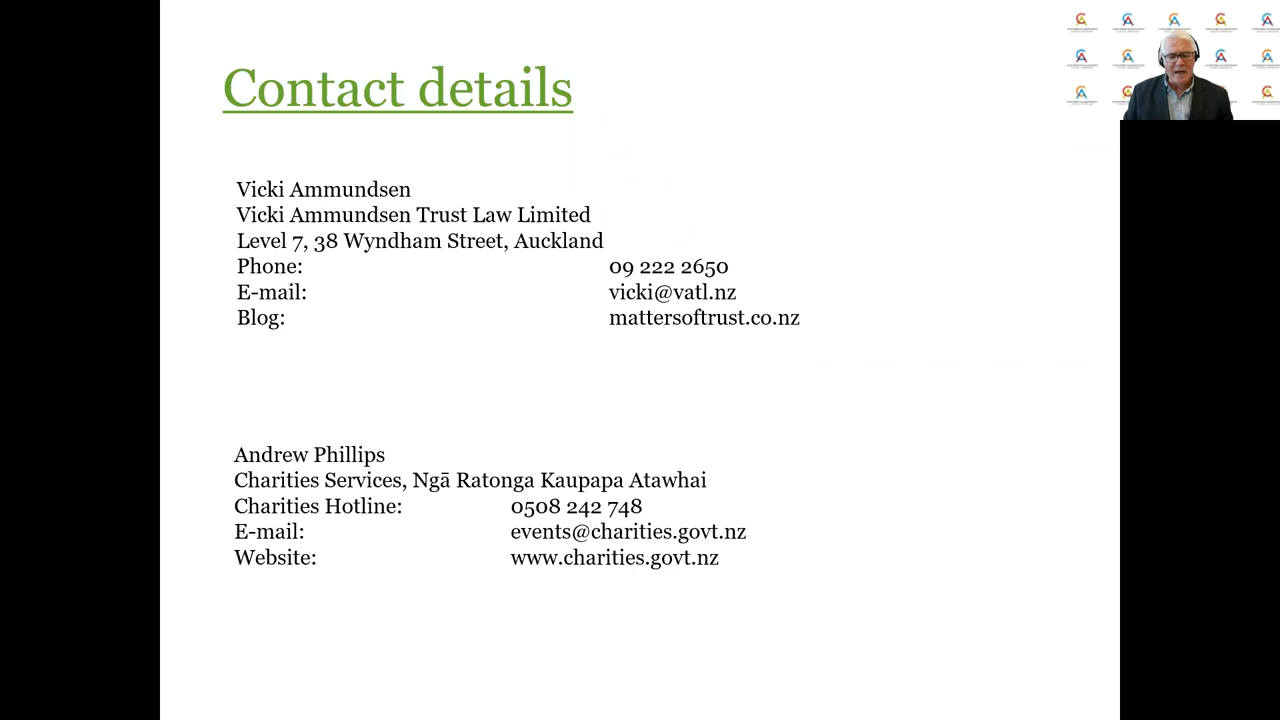 Contact details
Vicki Ammundsen
Vicki Ammundsen Trust Law Limited
Level 7, 38 Wyndham Street, Auckland
Phone: 09 222 2650
E-mail: vicki@vatl.nz
Blog: mattersoftrust.co.nz
Andrew Phillips
Charities Services, Ngā Ratonga Kaupapa Atawhai
Charities Hotline: 0508 242 748
E-mail: events@charities.govt.nz
Website: www.charities.govt.nz